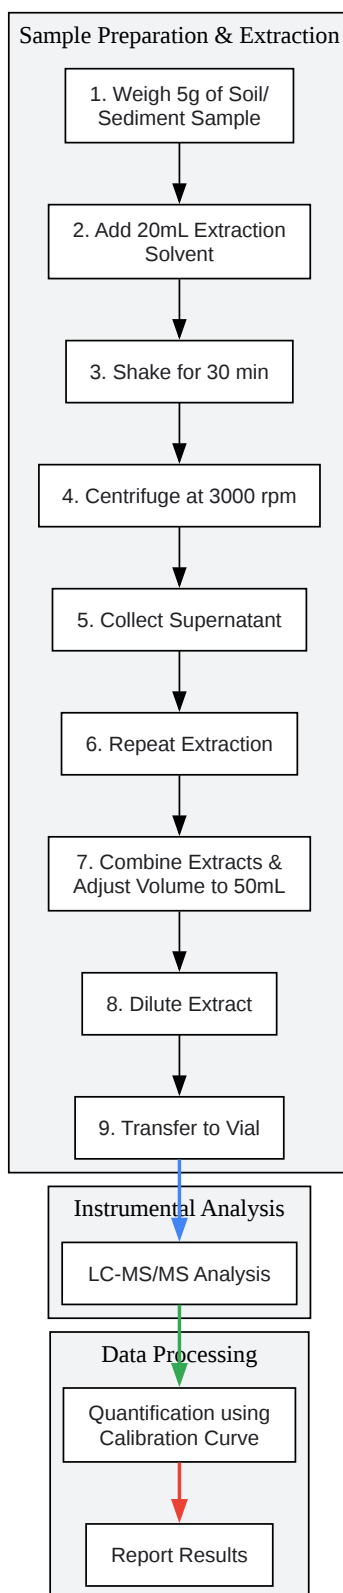 Sample Preparation & Extraction
1. Weigh 5g of Soil/
Sediment Sample
2. Add 20mL Extraction
Solvent
3. Shake for 30 min
4. Centrifuge at 3000 rpm
5. Collect Supernatant
6. Repeat Extraction
7. Combine Extracts &
Adjust Volume to 50mL
8. Dilute Extract
9. Transfer to Vial
Instrumental Analysis
LC-MS/MS Analysis
Data Processing
Quantification using
Calibration Curve
Report Results